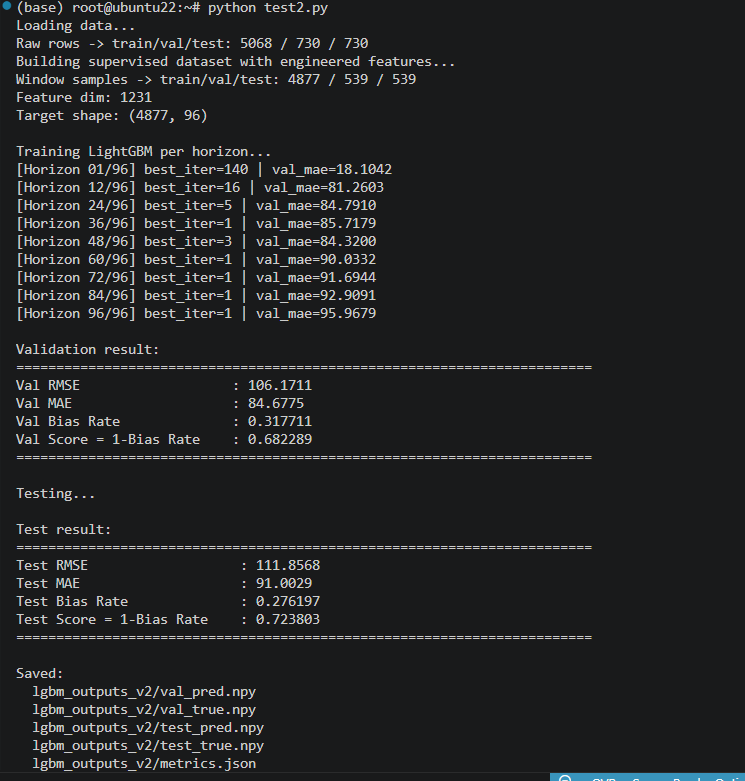 (base) root@ubuntu22:~# python test2.py
Loading data...
Raw rows -> train/val/test: 5068 / 730 / 730
Building supervised dataset with engineered features...
Window samples -> train/val/test: 4877 / 539 / 539
Feature dim: 1231
Target shape: (4877, 96)
Training LightGBM per horizon...
[Horizon 01/96] best_iter=140 | val_mae=18.1042
[Horizon 12/96] best_iter=16 | val_mae=81.2603
[Horizon 24/96] best_iter=5 | val_mae=84.7910
[Horizon 36/96] best_iter=1 | val_mae=85.7179
[Horizon 48/96] best_iter=3 | val_mae=84.3200
[Horizon 60/96] best_iter=1 | val_mae=90.0332
[Horizon 72/96] best_iter=1 | val_mae=91.6944
[Horizon 84/96] best_iter=1 | val_mae=92.9091
[Horizon 96/96] best_iter=1 | val_mae=95.9679
Validation result:
========================================================================
Val RMSE                   : 106.1711
Val MAE                    : 84.6775
Val Bias Rate              : 0.317711
Val Score = 1-Bias Rate    : 0.682289
========================================================================
Testing...
Test result:
========================================================================
Test RMSE                   : 111.8568
Test MAE                    : 91.0029
Test Bias Rate              : 0.276197
Test Score = 1-Bias Rate    : 0.723803
========================================================================
Saved:
lgbm_outputs_v2/val_pred.npy
lgbm_outputs_v2/val_true.npy
lgbm_outputs_v2/test_pred.npy
lgbm_outputs_v2/test_true.npy
lgbm_outputs_v2/metrics.json